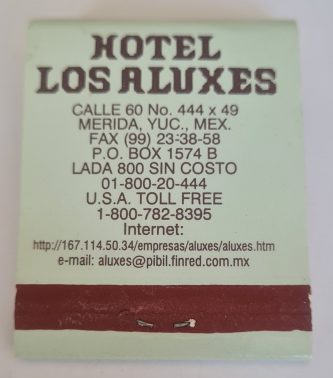 HOTEL
LOS ALUXES
CALLE 60 No. 444 x 49
MERIDA, YUC., MEX.
FAX (99) 23-38-58
P.O. BOX 1574 B
LADA 800 SIN COSTO
01-800-20-444
U.S.A. TOLL FREE
1-800-782-8395
Internet:
http://167.114.50.34/empresas/aluxes/aluxes.htm
e-mail: aluxes@pibil.finred.com.mx